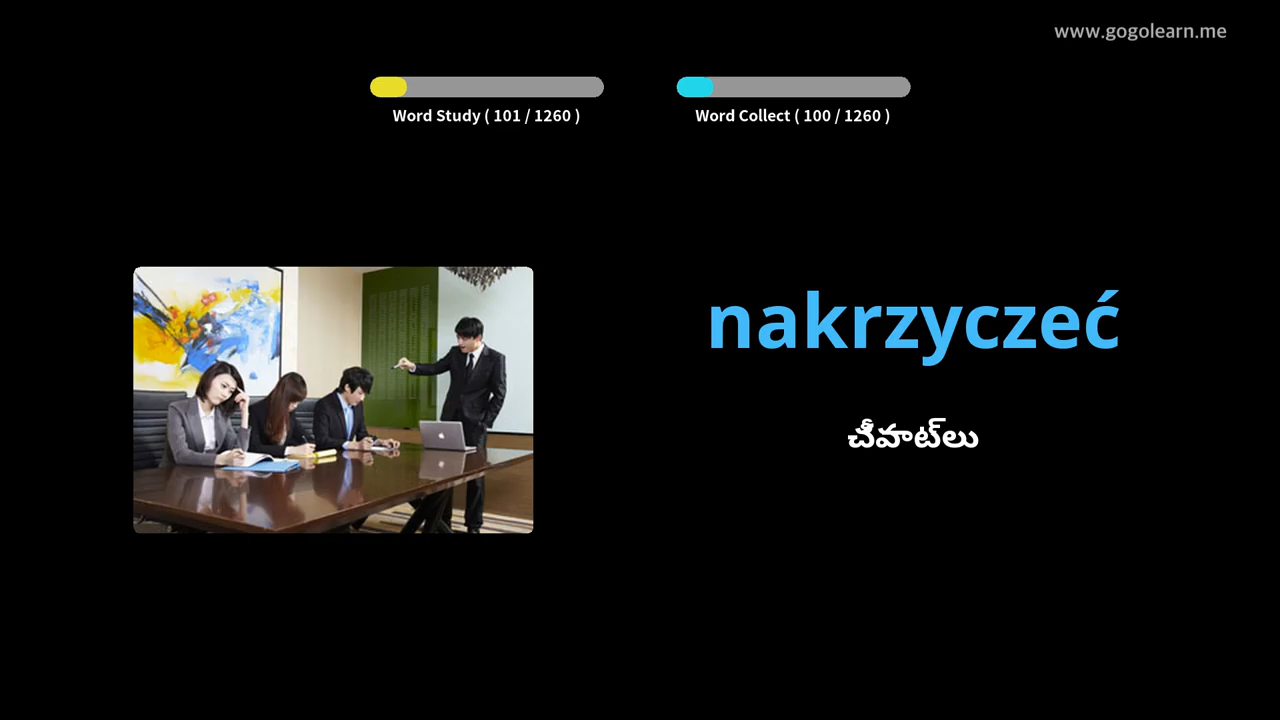 www.gogolearn.me
Word Study ( 101 / 1260 )
Word Collect ( 100 / 1260 )
nakrzyczeć
చీవాట్‌లు